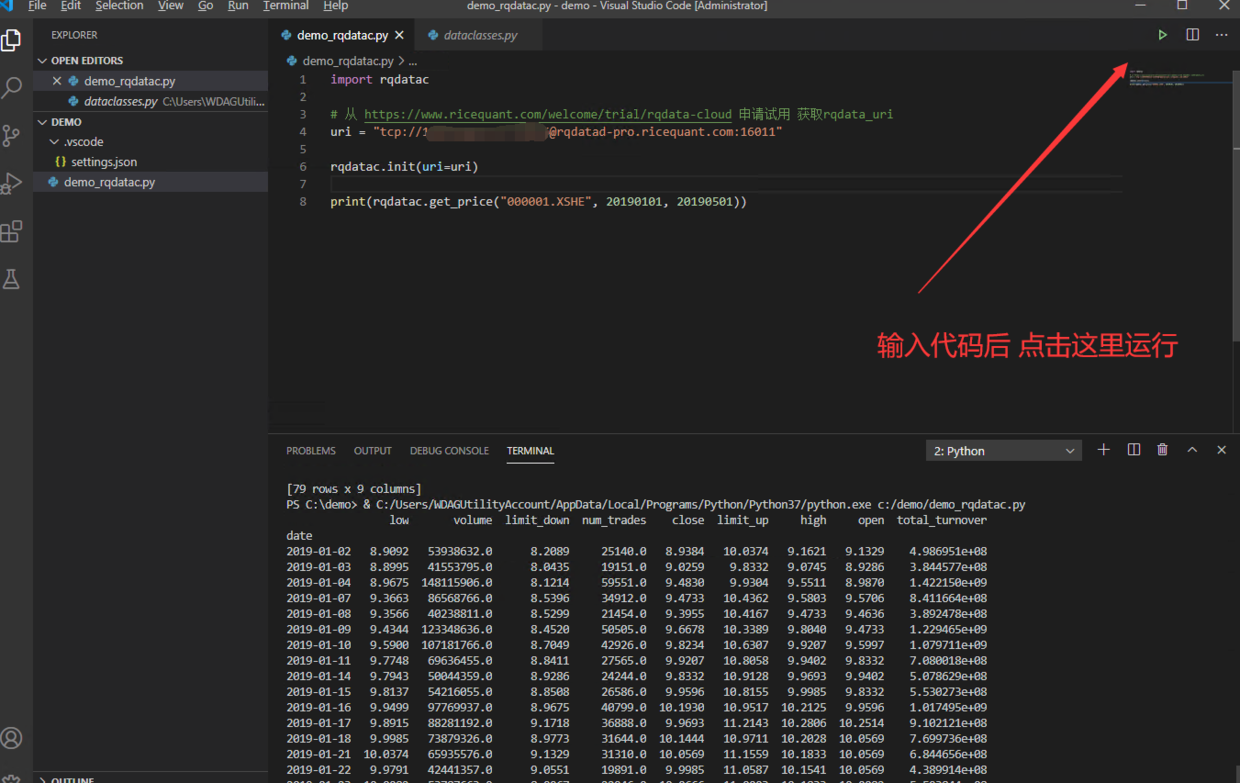 File Edit Selection View Go Run Terminal Help demo_rqdatac.py - demo - Visual Studio Code [Administrator]
EXPLORER
OPEN EDITORS
demo_rqdatac.py
dataclasses.py C:\Users\WDAGUtili...
DEMO
.vscode
{} settings.json
demo_rqdatac.py
OUTLINE
demo_rqdatac.py dataclasses.py
demo_rqdatac.py > ...
1 import rqdatac
2
3 # 从 https://www.ricequant.com/welcome/trial/rqdata-cloud 申请试用 获取rqdata_uri
4 uri = "tcp://1 @rqdatad-pro.ricequant.com:16011"
5
6 rqdatac.init(uri=uri)
7
8 print(rqdatac.get_price("000001.XSHE", 20190101, 20190501))
输入代码后 点击这里运行
PROBLEMS OUTPUT DEBUG CONSOLE TERMINAL 2: Python
[79 rows x 9 columns]
PS C:\demo> & C:/Users/WDAGUtilityAccount/AppData/Local/Programs/Python/Python37/python.exe c:/demo/demo_rqdatac.py
low volume limit_down num_trades close limit_up high open total_turnover
date
2019-01-02 8.9092 53938632.0 8.2089 25140.0 8.9384 10.0374 9.1621 9.1329 4.986951e+08
2019-01-03 8.8995 41553795.0 8.0435 19151.0 9.0259 9.8332 9.0745 8.9286 3.844577e+08
2019-01-04 8.9675 148115906.0 8.1214 59551.0 9.4830 9.9304 9.5511 8.9870 1.422150e+09
2019-01-07 9.3663 86568766.0 8.5396 34912.0 9.4733 10.4362 9.5803 9.5706 8.411664e+08
2019-01-08 9.3566 40238811.0 8.5299 21454.0 9.3955 10.4167 9.4733 9.4636 3.892478e+08
2019-01-09 9.4344 123348636.0 8.4520 50505.0 9.6678 10.3389 9.8040 9.4733 1.229465e+09
2019-01-10 9.5900 107181766.0 8.7049 42926.0 9.8234 10.6307 9.9207 9.5997 1.079711e+09
2019-01-11 9.7748 69636455.0 8.8411 27565.0 9.9207 10.8058 9.9402 9.8332 7.080018e+08
2019-01-14 9.7943 50044359.0 8.9286 24244.0 9.8332 10.9128 9.9693 9.9402 5.078629e+08
2019-01-15 9.8137 54216055.0 8.8508 26586.0 9.9596 10.8155 9.9985 9.8332 5.530273e+08
2019-01-16 9.9499 97769937.0 8.9675 40799.0 10.1930 10.9517 10.2125 9.9596 1.017495e+09
2019-01-17 9.8915 88281192.0 9.1718 36888.0 9.9693 11.2143 10.2806 10.2514 9.102121e+08
2019-01-18 9.9985 73879326.0 8.9773 31644.0 10.1444 10.9711 10.2028 10.0569 7.699736e+08
2019-01-21 10.0374 65935576.0 9.1329 31310.0 10.0569 11.1559 10.1833 10.0569 6.844656e+08
2019-01-22 9.9791 42441357.0 9.0551 19891.0 9.9985 11.0587 10.1541 10.0569 4.389914e+08